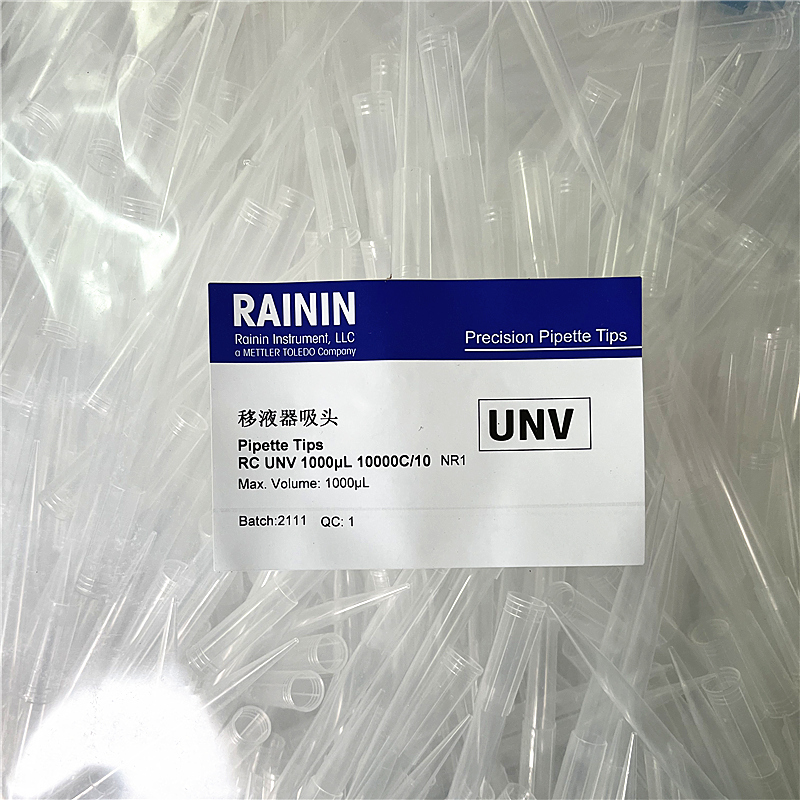 RAININ
Rainin Instrument, LLC
a METTLER TOLEDO Company
Precision Pipette Tips
移液器吸头
UNV
Pipette Tips
RC UNV 1000µL 10000C/10 NR1
Max. Volume: 1000µL
Batch:2111 QC: 1